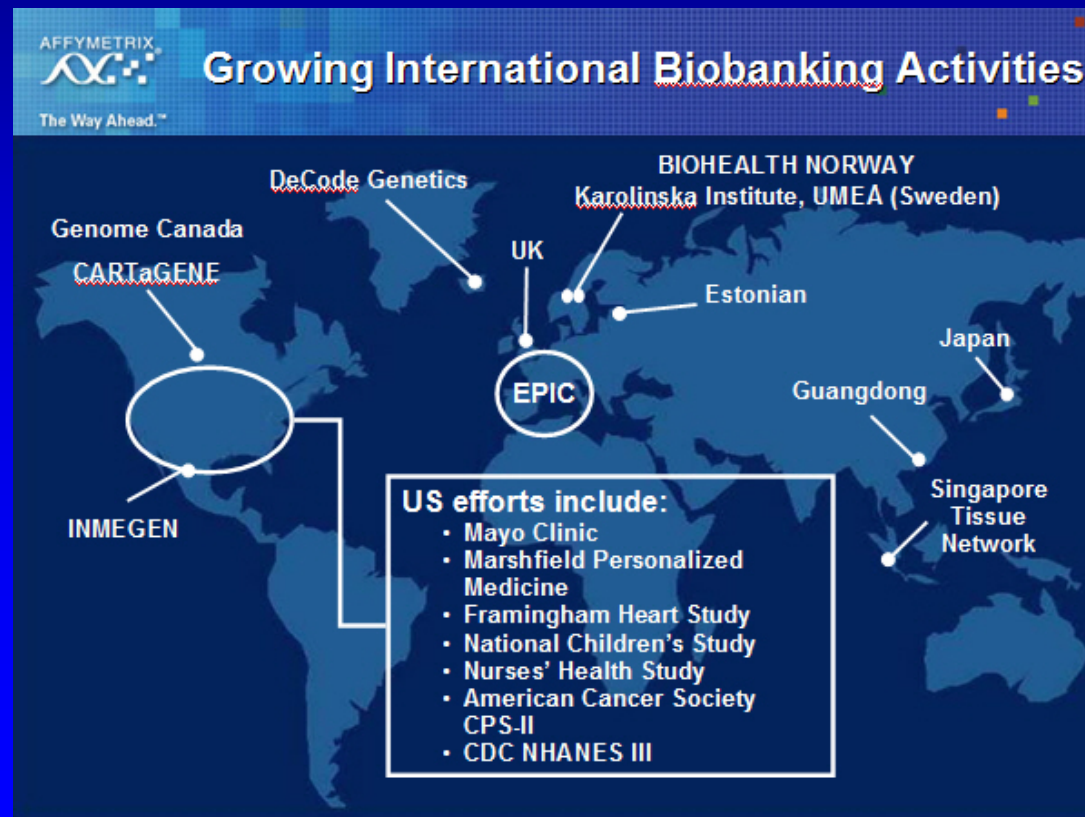 AFFYMETRIX®
The Way Ahead.™
Growing International Biobanking Activities
BIOHEALTH NORWAY
Karolinska Institute, UMEÅ (Sweden)
DeCode Genetics
Genome Canada
CARTaGENE
UK
Estonian
Japan
EPIC
Guangdong
INMEGEN
Singapore
Tissue
Network
US efforts include:
• Mayo Clinic
• Marshfield Personalized
Medicine
• Framingham Heart Study
• National Children's Study
• Nurses' Health Study
• American Cancer Society
CPS-II
• CDC NHANES III